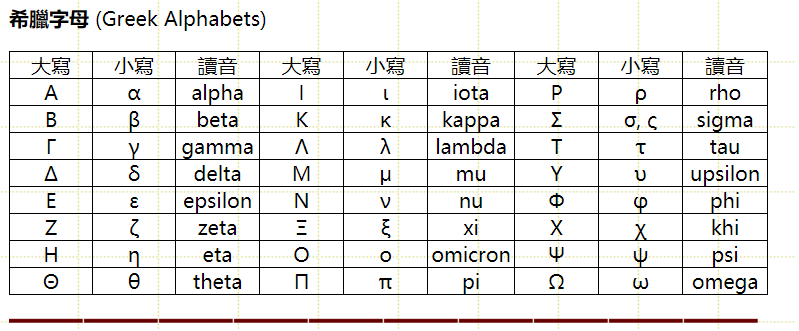 希臘字母 (Greek Alphabets)
大寫 小寫 讀音 大寫 小寫 讀音 大寫 小寫 讀音
Α α alpha Ι ι iota Ρ ρ rho
Β β beta Κ κ kappa Σ σ, ς sigma
Γ γ gamma Λ λ lambda Τ τ tau
Δ δ delta Μ μ mu Υ υ upsilon
Ε ε epsilon Ν ν nu Φ φ phi
Ζ ζ zeta Ξ ξ xi Χ χ khi
Η η eta Ο ο omicron Ψ ψ psi
Θ θ theta Π π pi Ω ω omega